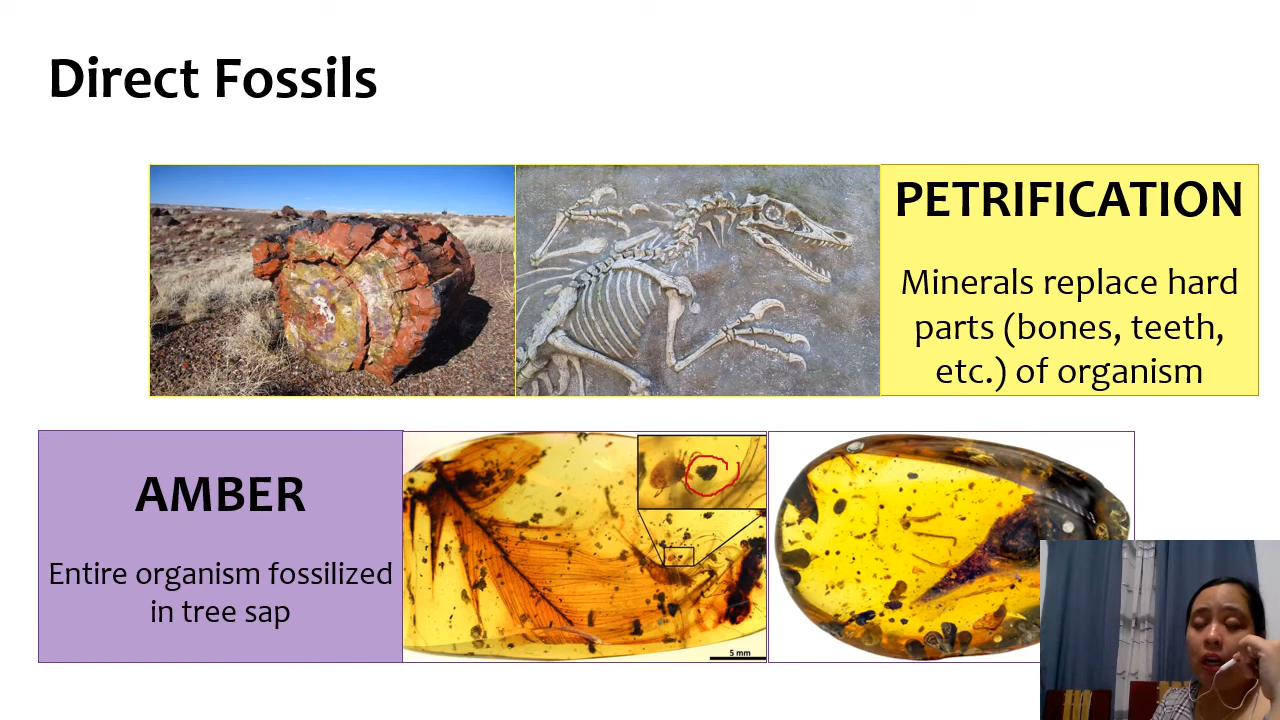 Direct Fossils
PETRIFICATION
Minerals replace hard
parts (bones, teeth,
etc.) of organism
AMBER
Entire organism fossilized
in tree sap
5 mm